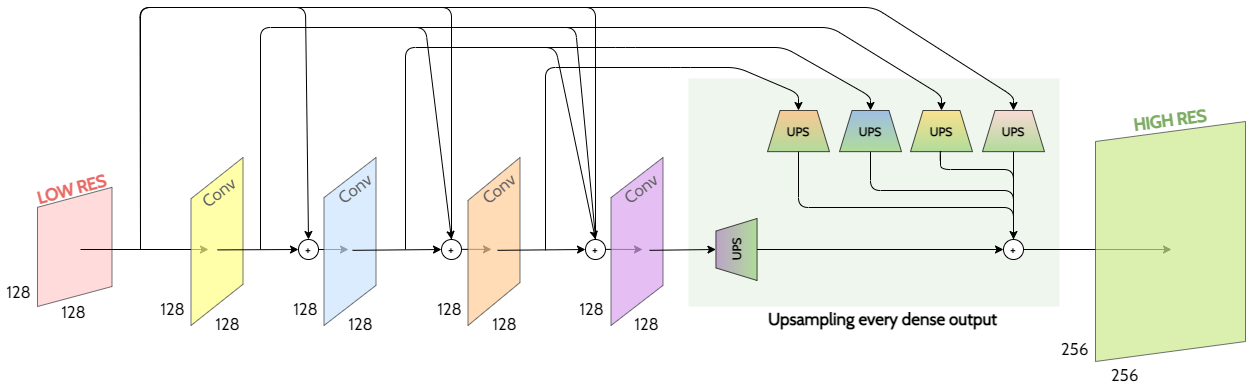 UPS UPS UPS UPS
HIGH RES
LOW RES
Conv
Conv
Conv
Conv
+
+
+
UPS
+
128
128
128
128
128
128
128
128
128
128
Upsampling every dense output
256
256